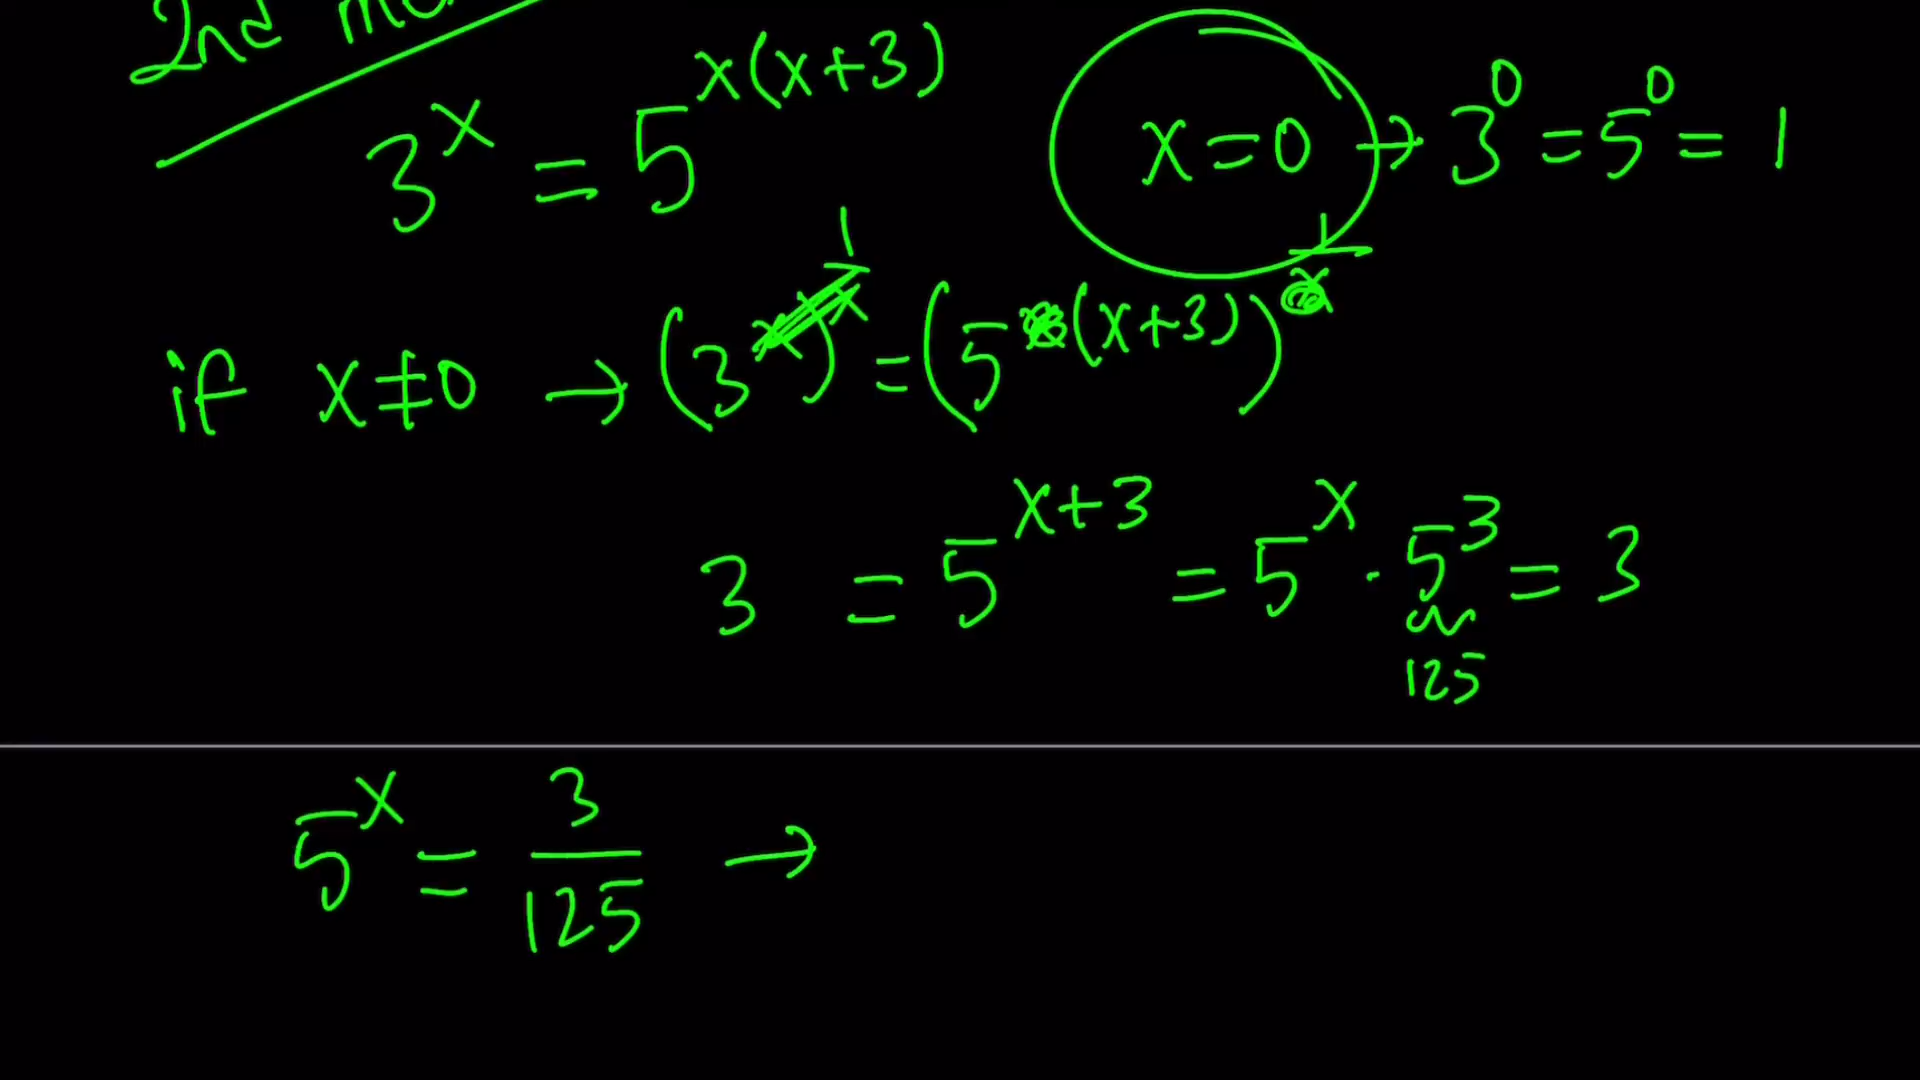 2nd
3^x = 5^{x(x+3)} x=0 → 3^0 = 5^0 = 1
if x≠0 → (3^x)^{1/x} = (5^{x(x+3)})^{1/x}
3 = 5^{x+3} = 5^x · 5^3 = 3
125
5^x = 3/125 →